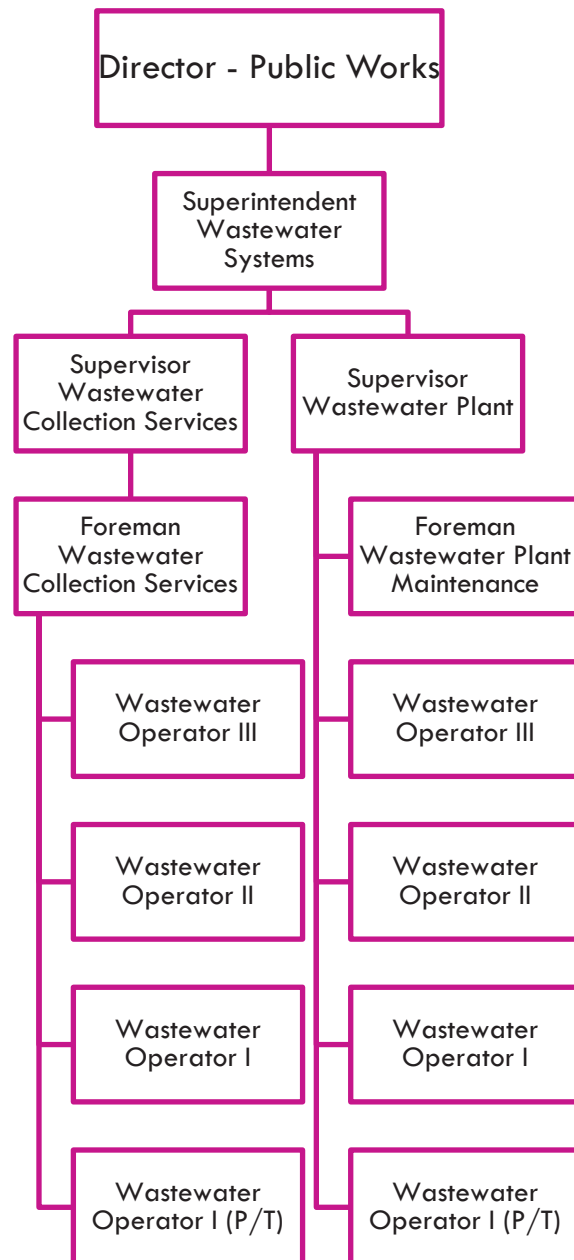 Director - Public Works
Superintendent
Wastewater
Systems
Supervisor
Wastewater
Collection Services
Supervisor
Wastewater Plant
Foreman
Wastewater
Collection Services
Foreman
Wastewater Plant
Maintenance
Wastewater
Operator III
Wastewater
Operator III
Wastewater
Operator II
Wastewater
Operator II
Wastewater
Operator I
Wastewater
Operator I
Wastewater
Operator I (P/T)
Wastewater
Operator I (P/T)